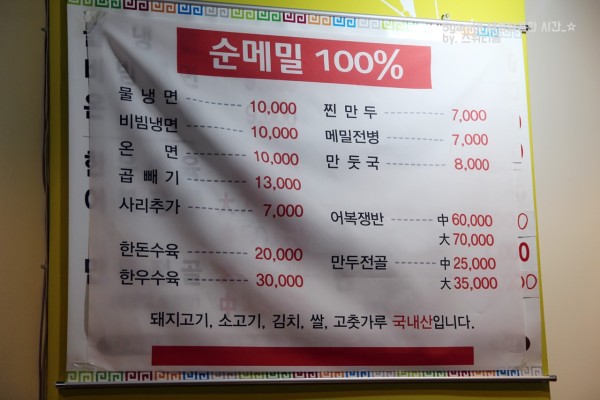 순메밀 100%
물 냉 면 10,000
비빔냉면 10,000
온 면 10,000
곱 빼 기 13,000
사리추가 7,000
한돈수육 20,000
한우수육 30,000
찐 만 두 7,000
메밀전병 7,000
만 둣 국 8,000
어복쟁반 中 60,000
大 70,000
만두전골 中 25,000
大 35,000
돼지고기, 소고기, 김치, 쌀, 고춧가루 국내산입니다.